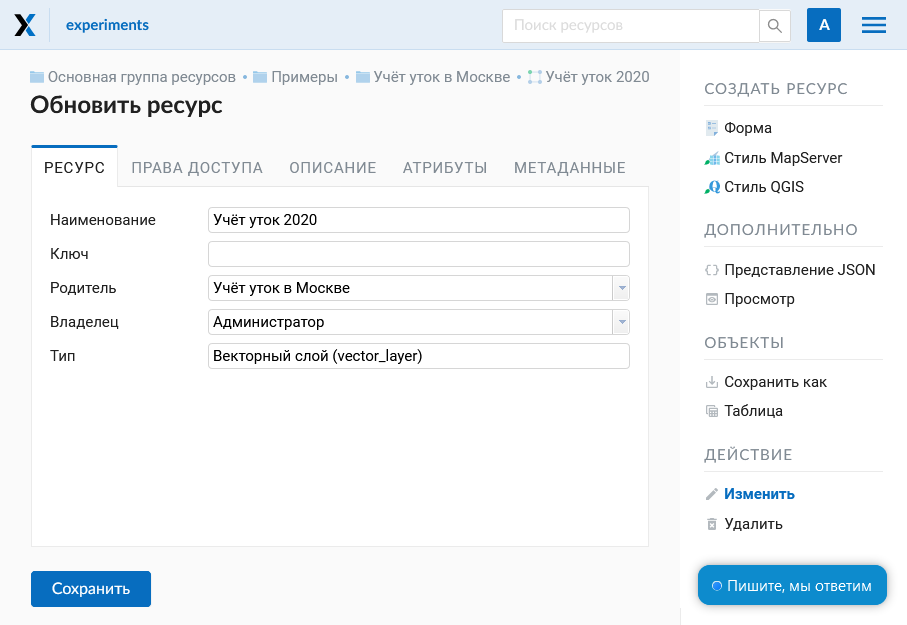 experiments
Поиск ресурсов
A
Основная группа ресурсов • Примеры • Учёт уток в Москве • Учёт уток 2020
Обновить ресурс
РЕСУРС ПРАВА ДОСТУПА ОПИСАНИЕ АТРИБУТЫ МЕТАДАННЫЕ
Наименование Учёт уток 2020
Ключ
Родитель Учёт уток в Москве
Владелец Администратор
Тип Векторный слой (vector_layer)
Сохранить
СОЗДАТЬ РЕСУРС
Форма
Стиль MapServer
Стиль QGIS
ДОПОЛНИТЕЛЬНО
Представление JSON
Просмотр
ОБЪЕКТЫ
Сохранить как
Таблица
ДЕЙСТВИЕ
Изменить
Удалить
Пишите, мы ответим